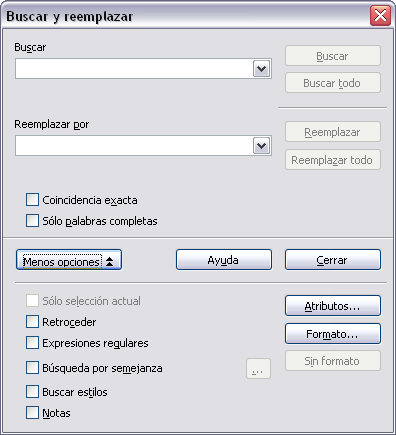 Buscar y reemplazar
Buscar
Buscar
Buscar todo
Reemplazar por
Reemplazar
Reemplazar todo
Coincidencia exacta
Sólo palabras completas
Menos opciones
Ayuda
Cerrar
Sólo selección actual
Atributos...
Retroceder
Formato...
Expresiones regulares
Sin formato
Búsqueda por semejanza
...
Buscar estilos
Notas